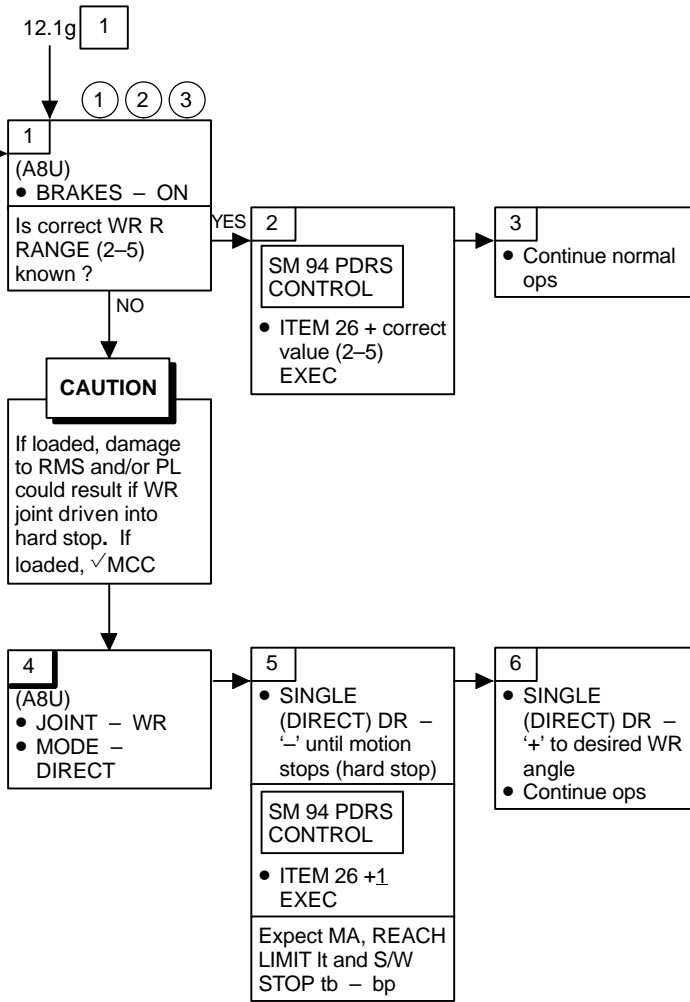 12.1g 1
1 2 3
1
(A8U)
• BRAKES – ON
Is correct WR R
RANGE (2–5)
known ?
YES
NO
2
SM 94 PDRS
CONTROL
• ITEM 26 + correct
value (2–5)
EXEC
3
• Continue normal
ops
CAUTION
If loaded, damage
to RMS and/or PL
could result if WR
joint driven into
hard stop. If
loaded, √MCC
4
(A8U)
• JOINT – WR
• MODE –
DIRECT
5
• SINGLE
(DIRECT) DR –
‘–’ until motion
stops (hard stop)
SM 94 PDRS
CONTROL
• ITEM 26 +1
EXEC
Expect MA, REACH
LIMIT lt and S/W
STOP tb – bp
6
• SINGLE
(DIRECT) DR –
‘+’ to desired WR
angle
• Continue ops